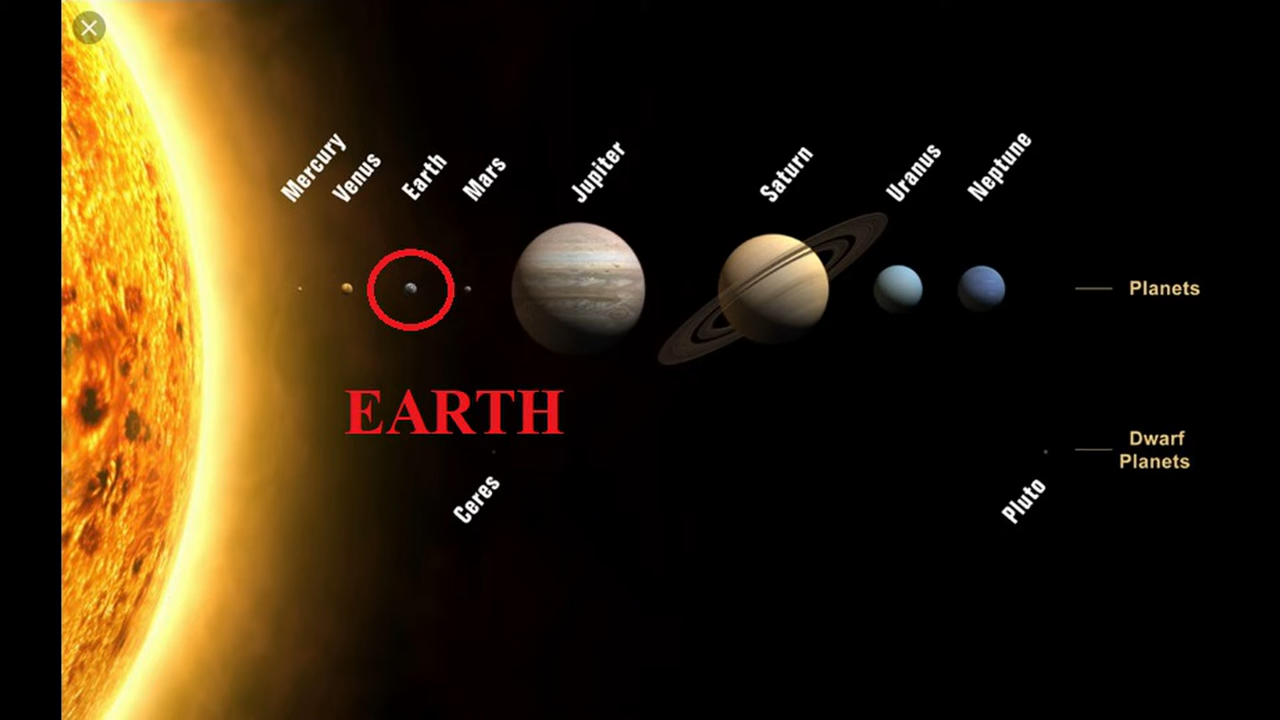 Mercury
Venus
Earth
Mars
Jupiter
Saturn
Uranus
Neptune
Planets
EARTH
Dwarf
Planets
Ceres
Pluto